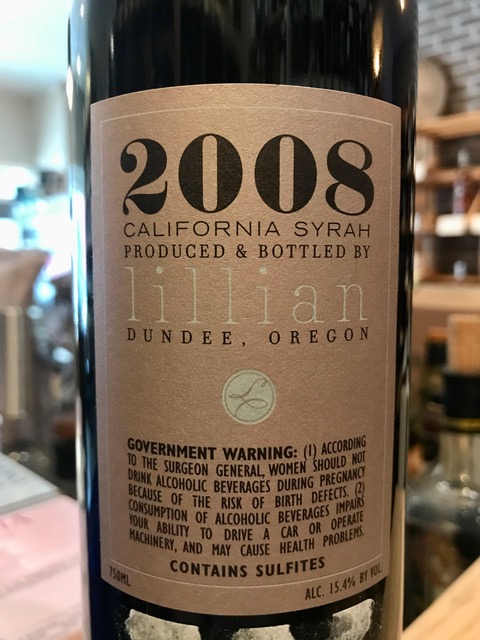 2008
CALIFORNIA SYRAH
PRODUCED & BOTTLED BY
lillian
DUNDEE, OREGON
GOVERNMENT WARNING: (1) ACCORDING
TO THE SURGEON GENERAL, WOMEN SHOULD NOT
DRINK ALCOHOLIC BEVERAGES DURING PREGNANCY
BECAUSE OF THE RISK OF BIRTH DEFECTS. (2)
CONSUMPTION OF ALCOHOLIC BEVERAGES IMPAIRS
YOUR ABILITY TO DRIVE A CAR OR OPERATE
MACHINERY, AND MAY CAUSE HEALTH PROBLEMS.
CONTAINS SULFITES
750ML ALC. 15.4% BY VOL.